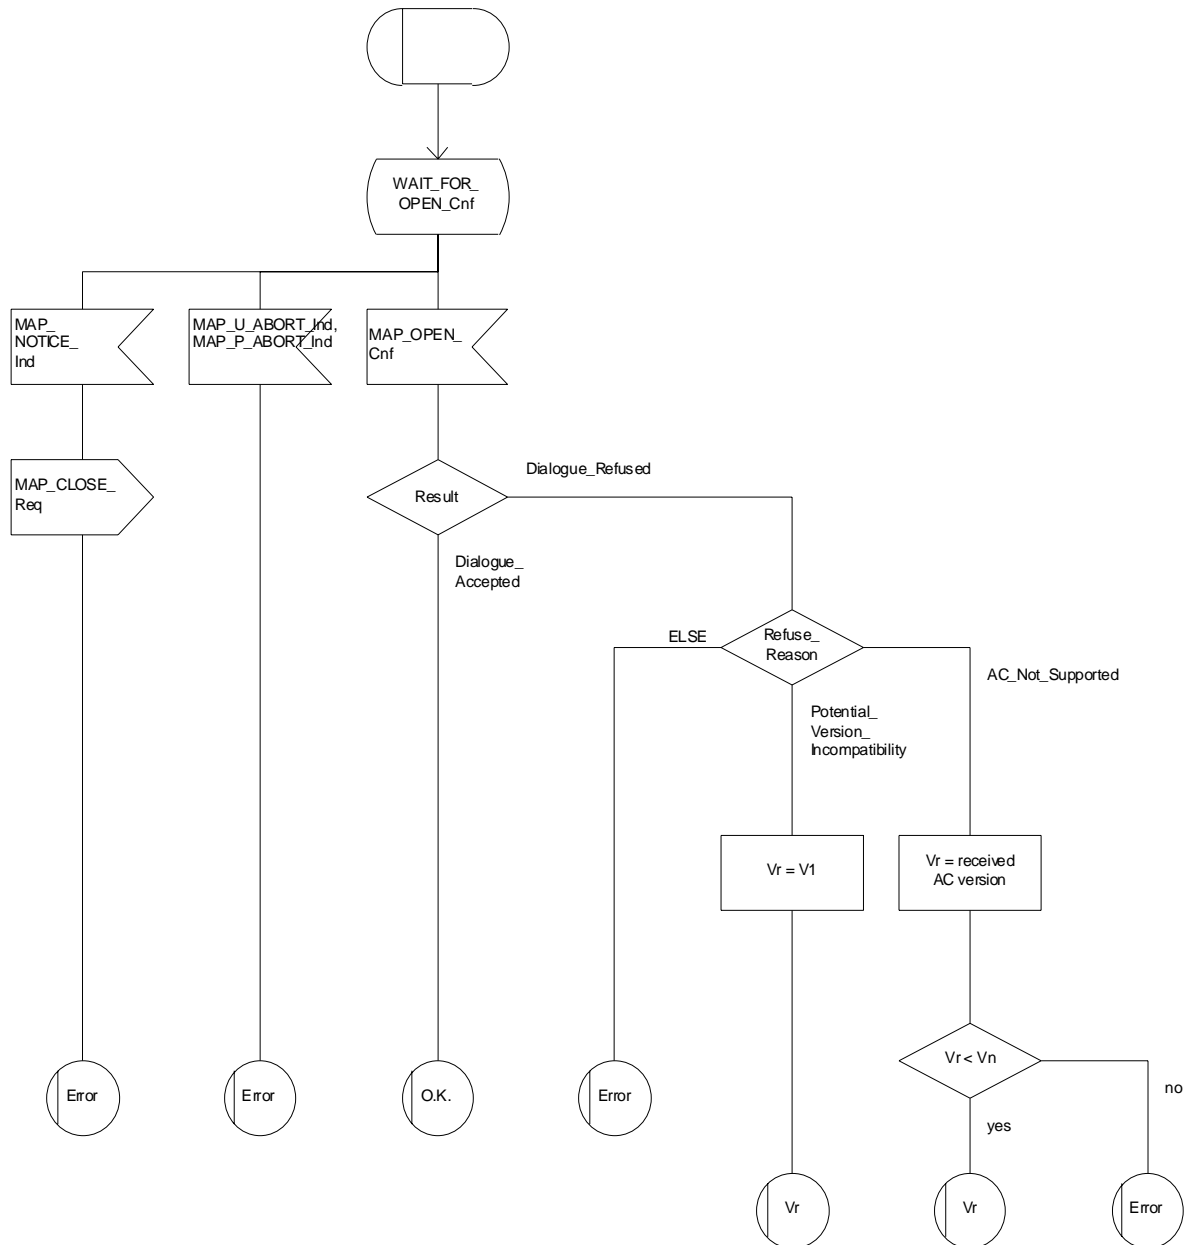 WAIT_FOR_
OPEN_Cnf
MAP_
NOTICE_
Ind
MAP_U_ABORT_Ind,
MAP_P_ABORT_Ind
MAP_OPEN_
Cnf
MAP_CLOSE_
Req
Result
Dialogue_Refused
Dialogue_
Accepted
ELSE
Refuse_
Reason
AC_Not_Supported
Potential_
Version_
Incompatibility
Vr = V1
Vr = received
AC version
Vr < Vn
no
yes
Error
Error
O.K.
Error
Vr
Vr
Error